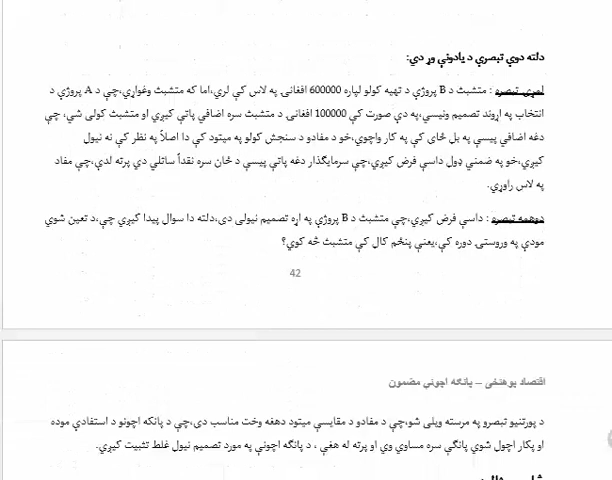 دلته دوې تبصرې د یادونې وړ دي:
لمړۍ تبصره : متشبث د B پروژې د تهیه کولو لپاره 600000 افغانۍ په لاس کې لري،اما که متشبث وغواړي،چې د A پروژې د
انتخاب په اړوند تصمیم ونیسي،په دې صورت کې 100000 افغانۍ د متشبث سره اضافي پاتې کیږي او متشبث کولی شي، چې
دغه اضافي پیسې په بل ځای کې په کار واچوي،خو د مفادو د سنجش کولو په میتود کې دا اصلاً په نظر کې نه نیول
کیږي،خو په ضمني ډول داسې فرض کیږي،چې سرمایګذار دغه پاتې پیسې د ځان سره نقداً ساتلې دي پرته لدې،چې مفاد
په لاس راوړي.
دوهمه تبصره : داسې فرض کیږي،چې متشبث د B پروژې په اړه تصمیم نیولی دی،دلته دا سوال پیدا کیږي چې،د تعین شوي
مودې په وروستۍ دوره کې،یعنې پنځم کال کې متشبث څه کوي؟
42
اقتصاد پوهنځی – پانګه اچونې مضمون
د پورتنیو تبصرو په مرسته ویلی شو،چې د مفادو د مقایسې میتود دهغه وخت مناسب دی،چې د پانګه اچونو د استفادې موده
او پکار اچول شوې پانګې سره مساوي وي او پرته له هغې ، د پانګه اچونې په مورد تصمیم نیول غلط تثبیت کیږي.